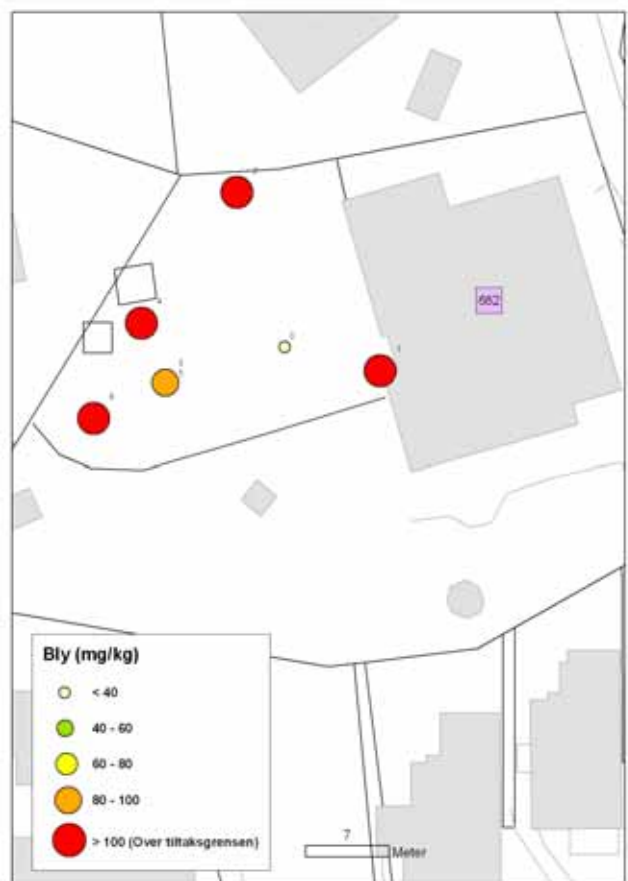 682
Bly (mg/kg)
< 40
40 - 60
60 - 80
80 - 100
> 100 (Over tiltaksgrensen)
7
Meter